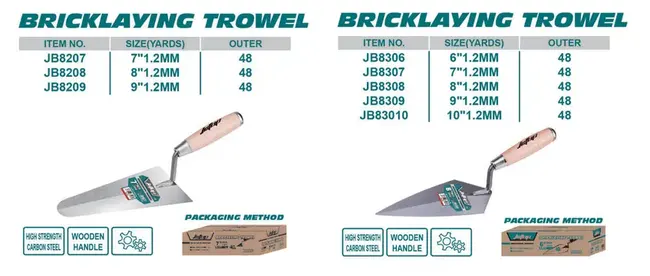 BRICKLAYING TROWEL
ITEM NO. SIZE(YARDS) OUTER
JB8207 7"1.2MM 48
JB8208 8"1.2MM 48
JB8209 9"1.2MM 48
HIGH STRENGTH
CARBON STEEL
WOODEN
HANDLE
PACKAGING METHOD
BRICKLAYING TROWEL
ITEM NO. SIZE(YARDS) OUTER
JB8306 6"1.2MM 48
JB8307 7"1.2MM 48
JB8308 8"1.2MM 48
JB8309 9"1.2MM 48
JB83010 10"1.2MM 48
HIGH STRENGTH
CARBON STEEL
WOODEN
HANDLE
PACKAGING METHOD